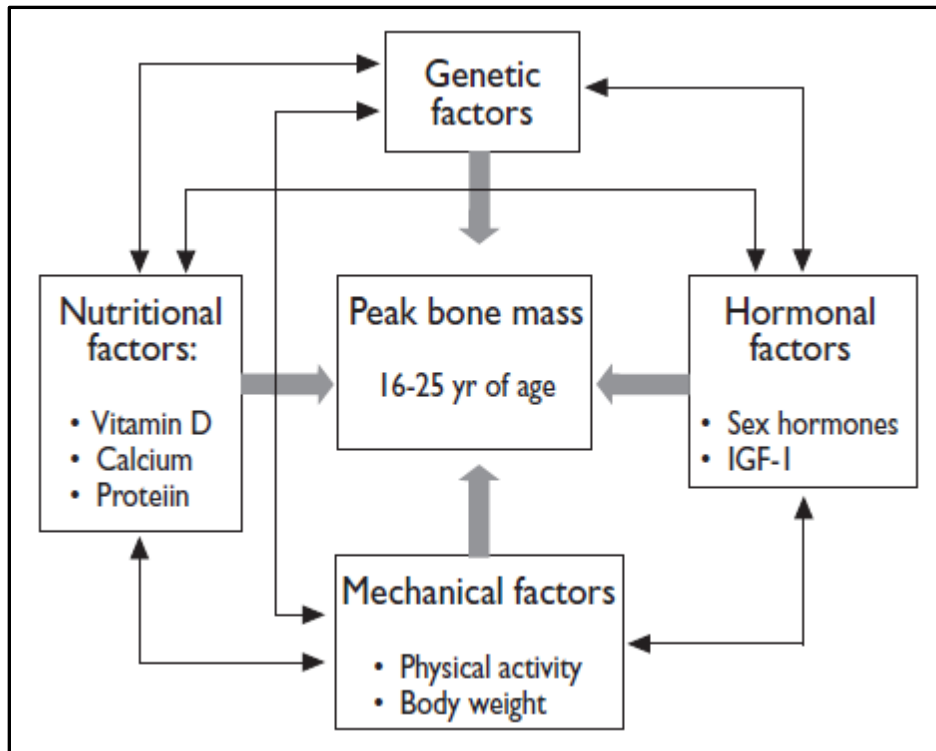 Genetic
factors
Nutritional
factors:
• Vitamin D
• Calcium
• Proteiin
Peak bone mass
16-25 yr of age
Hormonal
factors
• Sex hormones
• IGF-1
Mechanical factors
• Physical activity
• Body weight